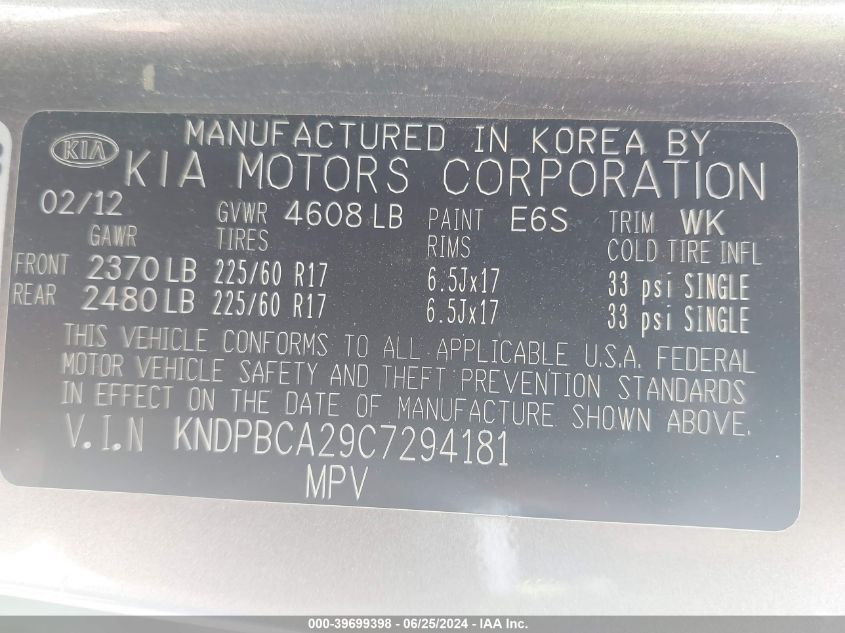 MANUFACTURED IN KOREA BY
KIA KIA MOTORS CORPORATION
02/12 GVWR 4608 LB PAINT E6S TRIM WK
GAWR TIRES RIMS COLD TIRE INFL
FRONT 2370 LB 225/60 R17 6.5Jx17 33 psi SINGLE
REAR 2480 LB 225/60 R17 6.5Jx17 33 psi SINGLE
THIS VEHICLE CONFORMS TO ALL APPLICABLE U.S.A. FEDERAL
MOTOR VEHICLE SAFETY AND THEFT PREVENTION STANDARDS
IN EFFECT ON THE DATE OF MANUFACTURE SHOWN ABOVE.
V.I.N KNDPBCA29C7294181
MPV
000-39699398 - 06/25/2024 - IAA Inc.